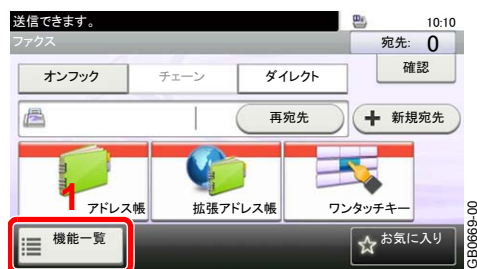 送信できます。
10:10
ファクス
宛先: 0
オンフック
チェーン
ダイレクト
確認
再宛先
新規宛先
1
アドレス帳
拡張アドレス帳
ワンタッチキー
機能一覧
お気に入り
GB0669-00